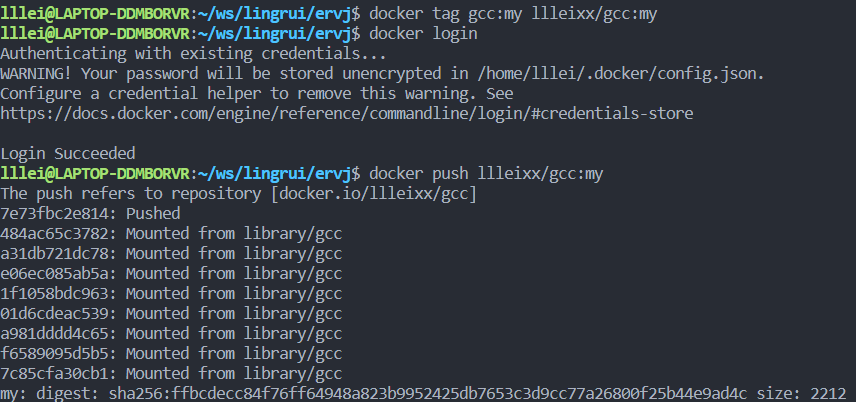 lllei@LAPTOP-DDMBORVR:~/ws/lingrui/ervj$ docker tag gcc:my llleixx/gcc:my
lllei@LAPTOP-DDMBORVR:~/ws/lingrui/ervj$ docker login
Authenticating with existing credentials...
WARNING! Your password will be stored unencrypted in /home/lllei/.docker/config.json.
Configure a credential helper to remove this warning. See
https://docs.docker.com/engine/reference/commandline/login/#credentials-store

Login Succeeded
lllei@LAPTOP-DDMBORVR:~/ws/lingrui/ervj$ docker push llleixx/gcc:my
The push refers to repository [docker.io/llleixx/gcc]
7e73fbc2e814: Pushed
484ac65c3782: Mounted from library/gcc
a31db721dc78: Mounted from library/gcc
e06ec085ab5a: Mounted from library/gcc
1f1058bdc963: Mounted from library/gcc
01d6cdeac539: Mounted from library/gcc
a981dddd4c65: Mounted from library/gcc
f6589095d5b5: Mounted from library/gcc
7c85cfa30cb1: Mounted from library/gcc
my: digest: sha256:ffbcdecc84f76ff64948a823b9952425db7653c3d9cc77a26800f25b44e9ad4c size: 2212